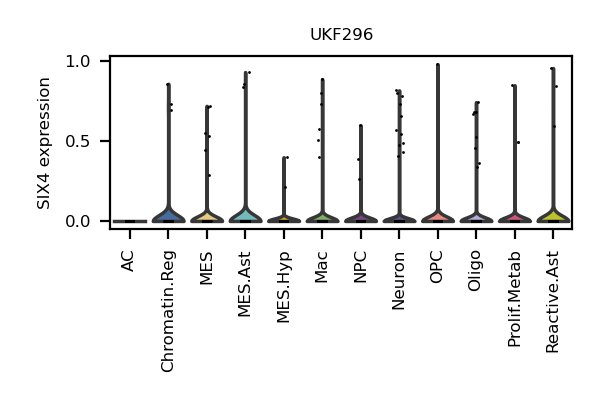 UKF296
SIX4 expression
1.0
0.5
0.0
AC
Chromatin.Reg
MES
MES.Ast
MES.Hyp
Mac
NPC
Neuron
OPC
Oligo
Prolif.Metab
Reactive.Ast